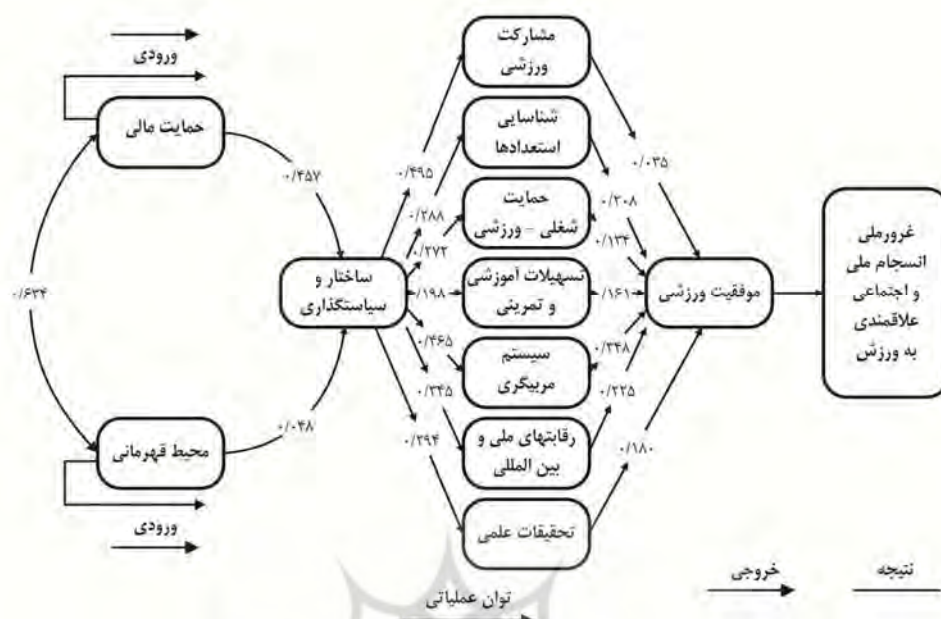 ورودی
حمایت مالی
۰/۴۵۷
۰/۶۳۴
محیط قهرمانی
۰/۰۴۸
ورودی
ساختار و
سیاستگذاری
۰/۴۹۵
۰/۲۸۸
۰/۲۷۲
۰/۱۹۸
۰/۴۶۵
۰/۳۴۵
۰/۲۹۴
مشارکت
ورزشی
شناسایی
استعدادها
حمایت
شغلی - ورزشی
تسهیلات آموزشی
و تمرینی
سیستم
مربیگری
رقابتهای ملی و
بین المللی
تحقیقات علمی
۰/۰۳۵
۰/۲۰۸
۰/۱۳۴
۰/۱۶۱
۰/۳۴۸
۰/۲۲۵
۰/۱۸۰
موفقیت ورزشی
غرورملی
انسجام ملی
و اجتماعی
علاقمندی
به ورزش
توان عملیاتی
خروجی
نتیجه